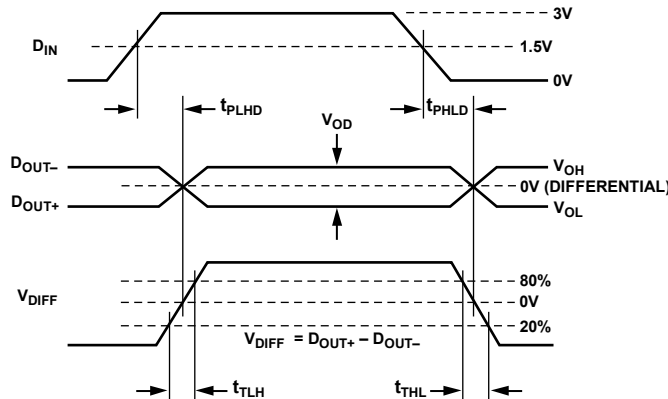 3V
D_IN
1.5V
0V
t_PLHD
t_PHLD
V_OD
D_OUT–
V_OH
0V (DIFFERENTIAL)
D_OUT+
V_OL
80%
V_DIFF
0V
20%
V_DIFF = D_OUT+ – D_OUT–
t_TLH
t_THL